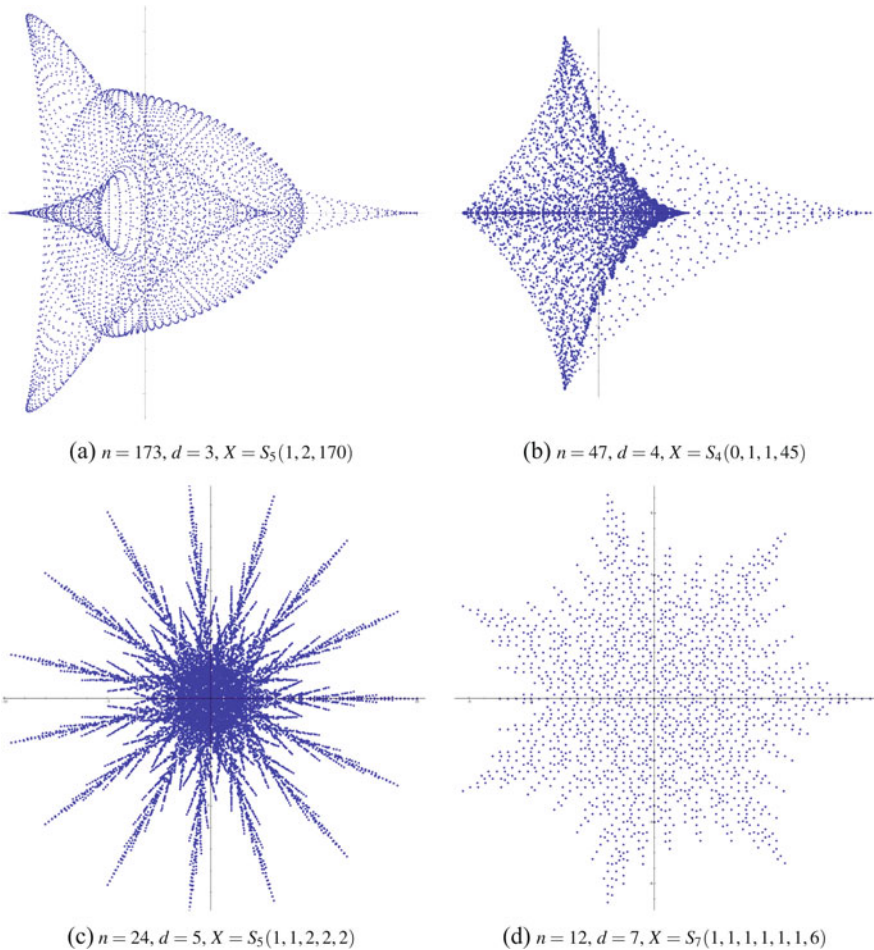 (a) n = 173, d = 3, X = S₅(1,2,170)
(b) n = 47, d = 4, X = S₄(0,1,1,45)
(c) n = 24, d = 5, X = S₅(1,1,2,2,2)
(d) n = 12, d = 7, X = S₇(1,1,1,1,1,1,6)